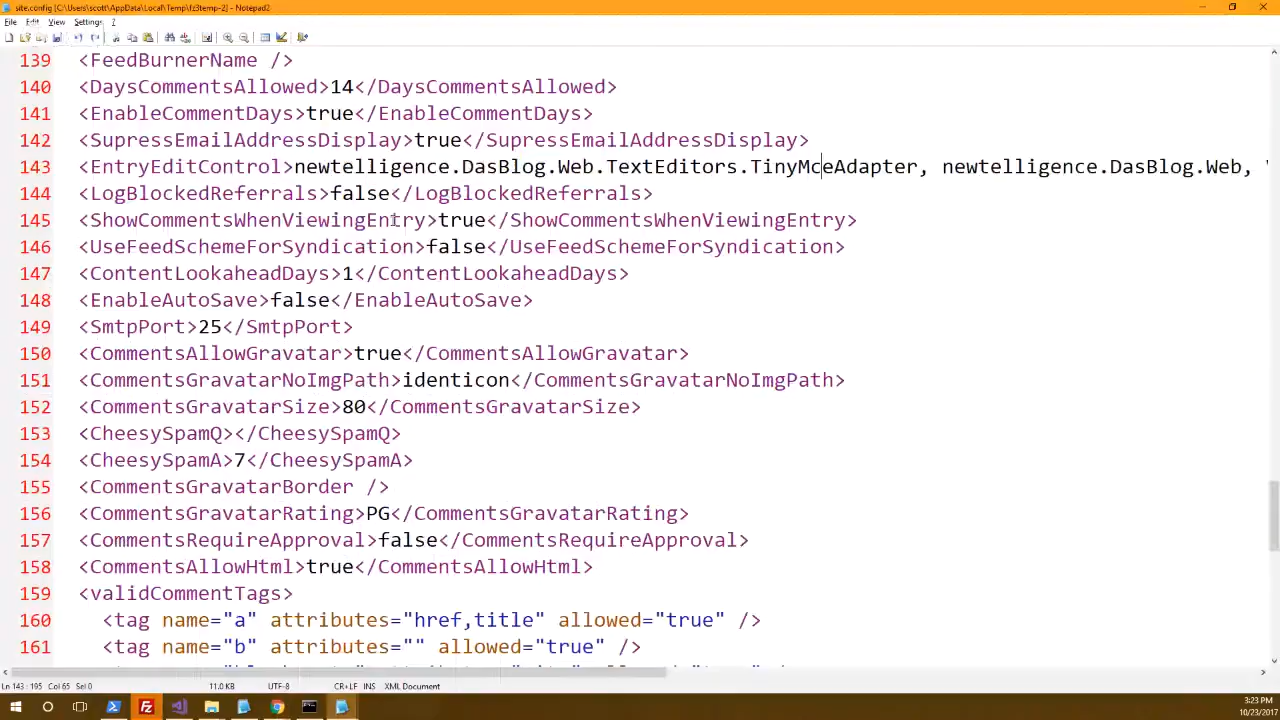 site.config [C:\Users\scott\AppData\Local\Temp\fz3temp-2] - Notepad2
File Edit View Settings ?
139 <FeedBurnerName />
140 <DaysCommentsAllowed>14</DaysCommentsAllowed>
141 <EnableCommentDays>true</EnableCommentDays>
142 <SupressEmailAddressDisplay>true</SupressEmailAddressDisplay>
143 <EntryEditControl>newtelligence.DasBlog.Web.TextEditors.TinyMceAdapter, newtelligence.DasBlog.Web,
144 <LogBlockedReferrals>false</LogBlockedReferrals>
145 <ShowCommentsWhenViewingEntry>true</ShowCommentsWhenViewingEntry>
146 <UseFeedSchemeForSyndication>false</UseFeedSchemeForSyndication>
147 <ContentLookaheadDays>1</ContentLookaheadDays>
148 <EnableAutoSave>false</EnableAutoSave>
149 <SmtpPort>25</SmtpPort>
150 <CommentsAllowGravatar>true</CommentsAllowGravatar>
151 <CommentsGravatarNoImgPath>identicon</CommentsGravatarNoImgPath>
152 <CommentsGravatarSize>80</CommentsGravatarSize>
153 <CheesySpamQ></CheesySpamQ>
154 <CheesySpamA>7</CheesySpamA>
155 <CommentsGravatarBorder />
156 <CommentsGravatarRating>PG</CommentsGravatarRating>
157 <CommentsRequireApproval>false</CommentsRequireApproval>
158 <CommentsAllowHtml>true</CommentsAllowHtml>
159 <validCommentTags>
160 <tag name="a" attributes="href,title" allowed="true" />
161 <tag name="b" attributes="" allowed="true" />
Ln 143 : 195 Col 65 Sel 0 11.0 KB UTF-8 CR+LF INS XML Document
3:23 PM
10/23/2017